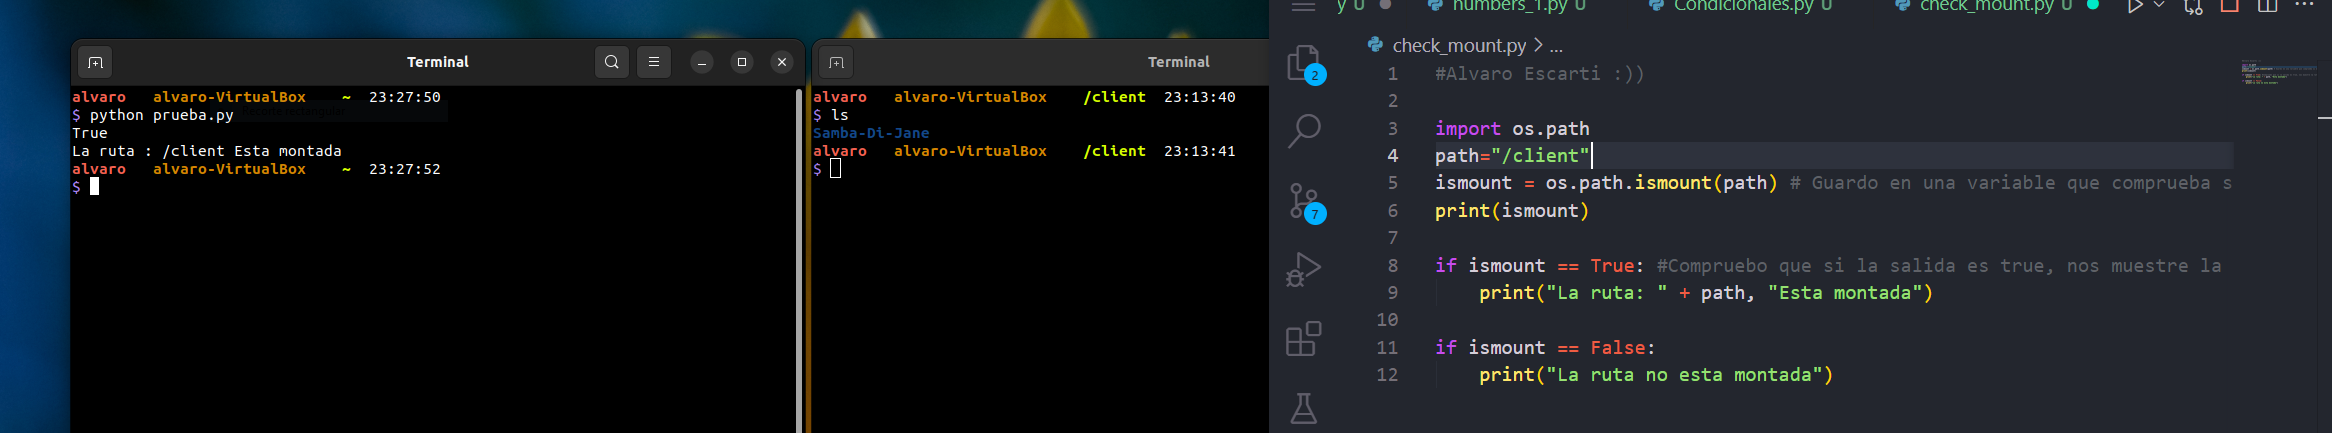 Terminal
alvaro alvaro-VirtualBox ~ 23:27:50
$ python prueba.py
True
La ruta : /client Esta montada
alvaro alvaro-VirtualBox ~ 23:27:52
$
Terminal
alvaro alvaro-VirtualBox /client 23:13:40
$ ls
Samba-Di-Jane
alvaro alvaro-VirtualBox /client 23:13:41
$
y U numbers_1.py U Condicionales.py U check_mount.py U
check_mount.py > ...
2
7
1 #Alvaro Escarti :))
2
3 import os.path
4 path="/client"
5 ismount = os.path.ismount(path) # Guardo en una variable que comprueba s
6 print(ismount)
7
8 if ismount == True: #Compruebo que si la salida es true, nos muestre la
9 print("La ruta: " + path, "Esta montada")
10
11 if ismount == False:
12 print("La ruta no esta montada")